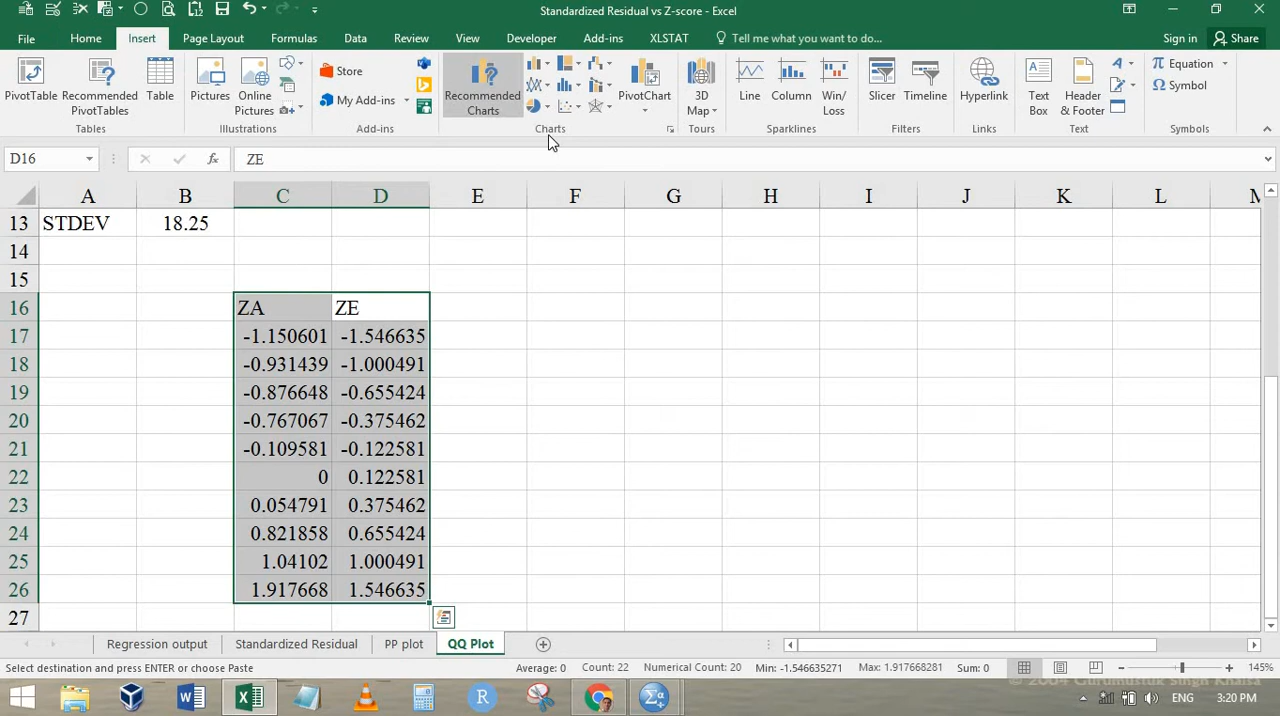 Standardized Residual vs Z-score - Excel
File Home Insert Page Layout Formulas Data Review View Developer Add-ins XLSTAT Tell me what you want to do... Sign in Share
PivotTable Recommended PivotTables Table
Tables
Pictures Online Pictures
Illustrations
Store
My Add-ins
Add-ins
Recommended Charts
PivotChart
Charts
3D Map
Tours
Line Column Win/Loss
Sparklines
Slicer Timeline
Filters
Hyperlink
Links
Text Box Header & Footer
Text
Equation
Symbol
Symbols
D16 fx ZE
A B C D E F G H I J K L M
13 STDEV 18.25
14
15
16 ZA ZE
17 -1.150601 -1.546635
18 -0.931439 -1.000491
19 -0.876648 -0.655424
20 -0.767067 -0.375462
21 -0.109581 -0.122581
22 0 0.122581
23 0.054791 0.375462
24 0.821858 0.655424
25 1.04102 1.000491
26 1.917668 1.546635
27
Regression output Standardized Residual PP plot QQ Plot
Select destination and press ENTER or choose Paste Average: 0 Count: 22 Numerical Count: 20 Min: -1.546635271 Max: 1.917668281 Sum: 0 145%
© 2004 Gurumustuk Singh Khalsa
ENG 3:20 PM